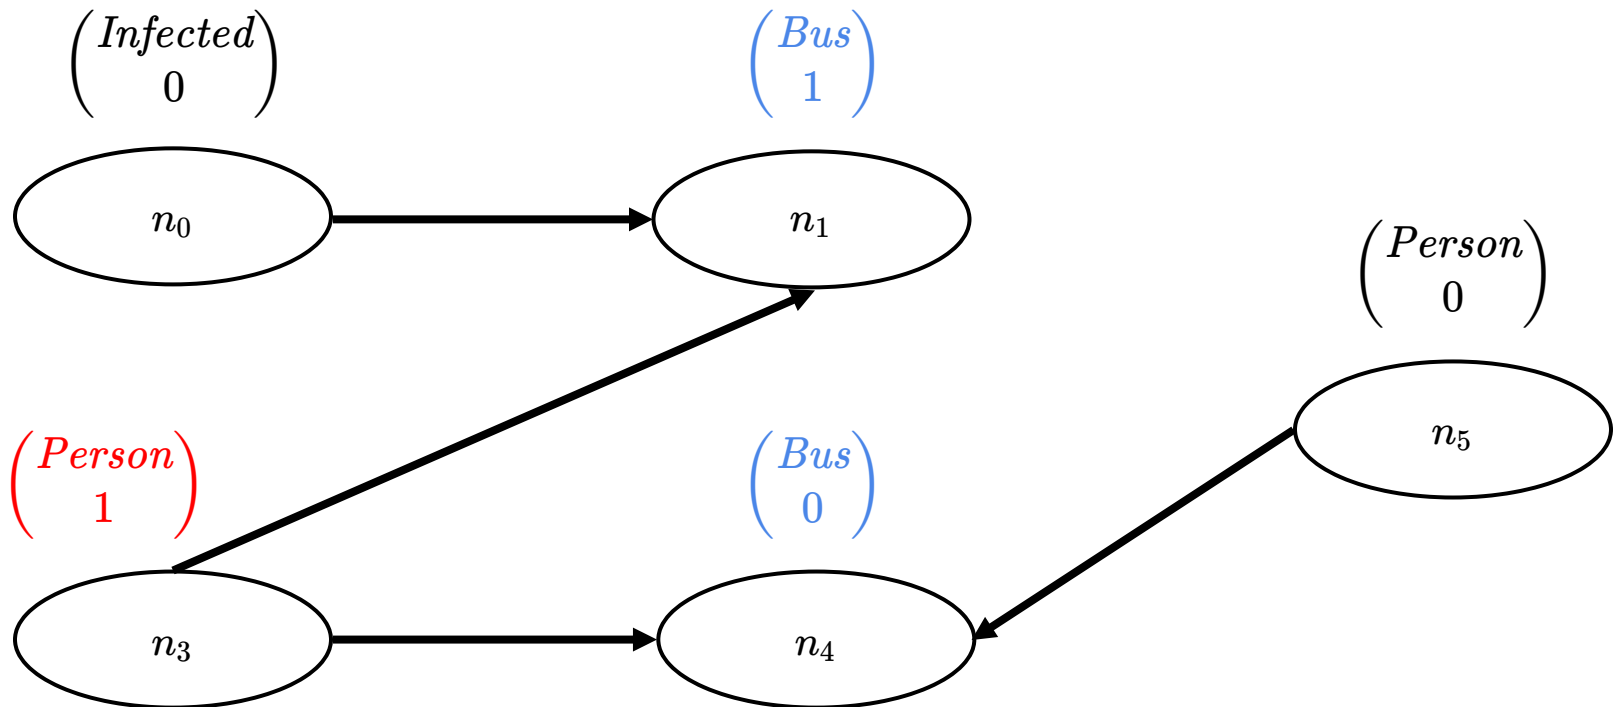 Infected
0
Bus
1
n₀
n₁
Person
0
Person
1
Bus
0
n₅
n₃
n₄